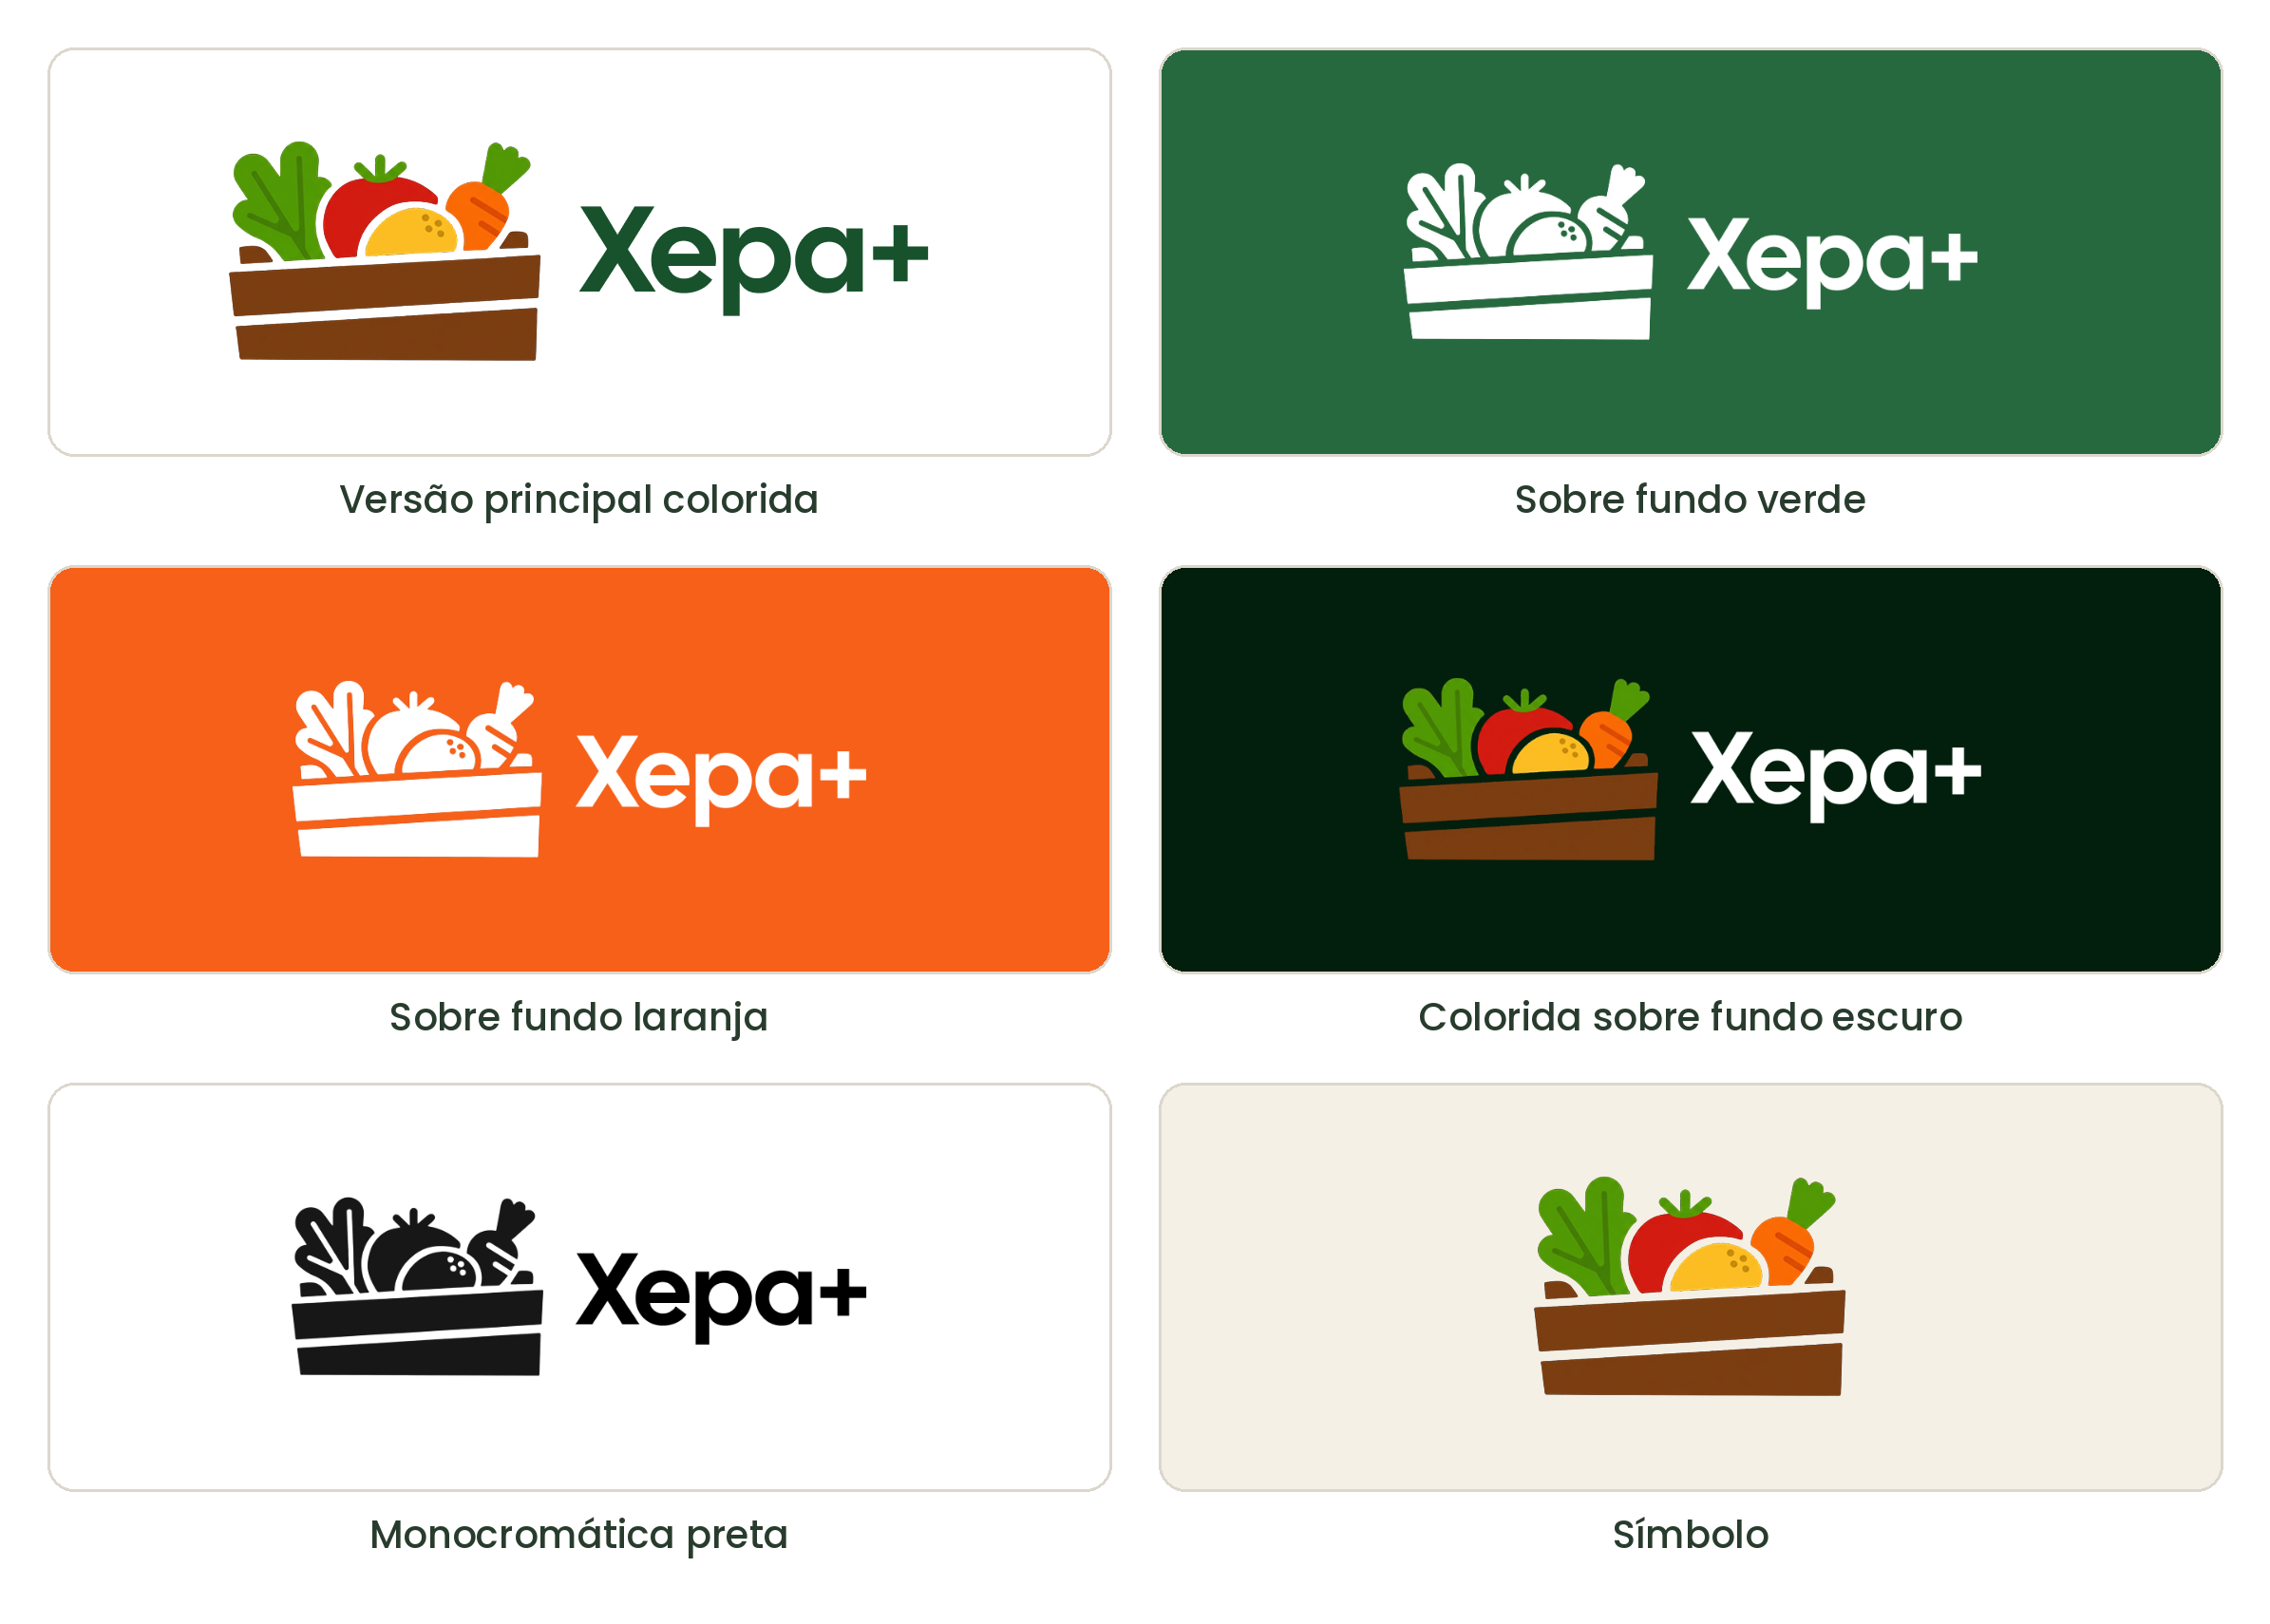 Xepa+
Xepa+
Versão principal colorida
Sobre fundo verde
Xepa+
Xepa+
Sobre fundo laranja
Colorida sobre fundo escuro
Xepa+
Monocromática preta
Símbolo